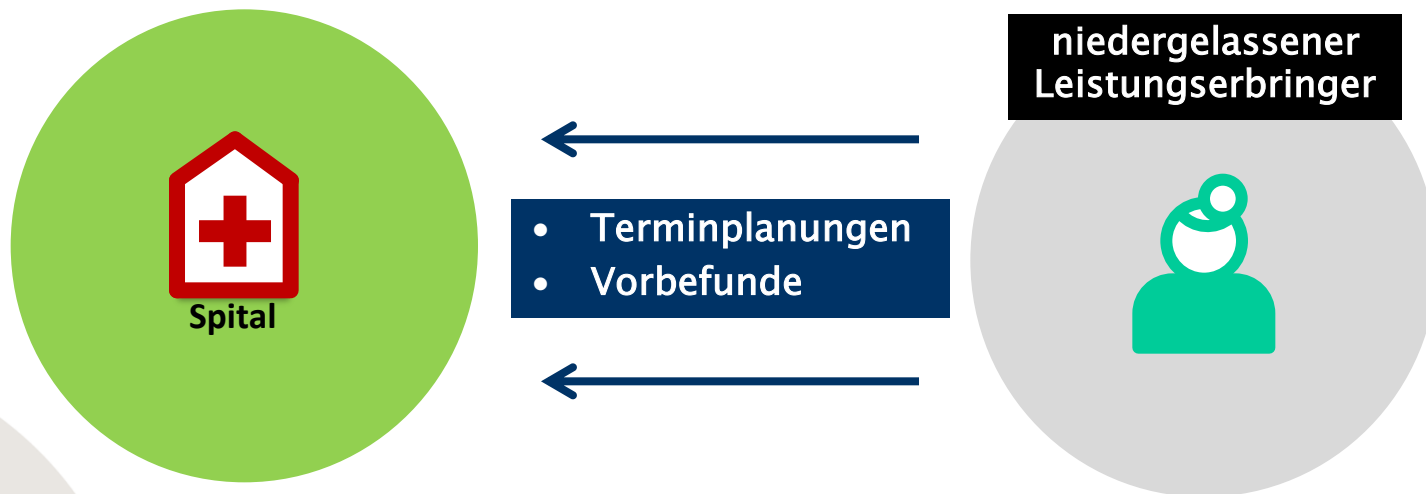 niedergelassener
Leistungserbringer
• Terminplanungen
• Vorbefunde
Spital